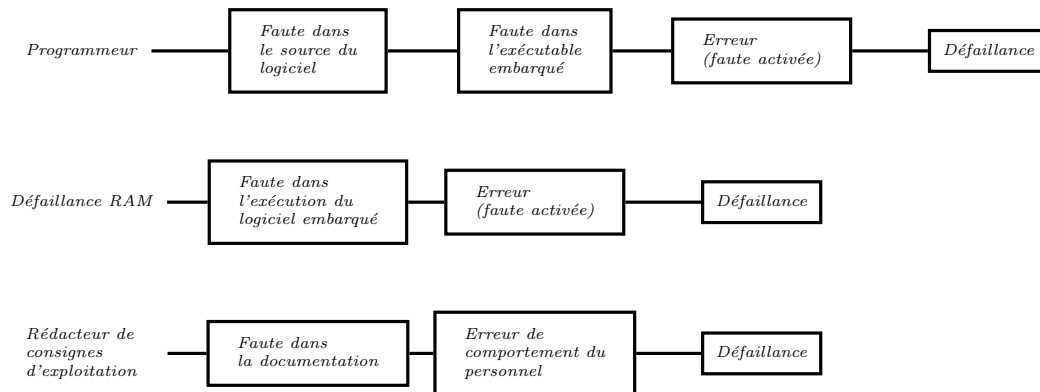 Programmeur
Faute dans
le source du
logiciel
Faute dans
l'exécutable
embarqué
Erreur
(faute activée)
Défaillance
Défaillance RAM
Faute dans
l'exécution du
logiciel embarqué
Erreur
(faute activée)
Défaillance
Rédacteur de
consignes
d'exploitation
Faute dans
la documentation
Erreur de
comportement du
personnel
Défaillance